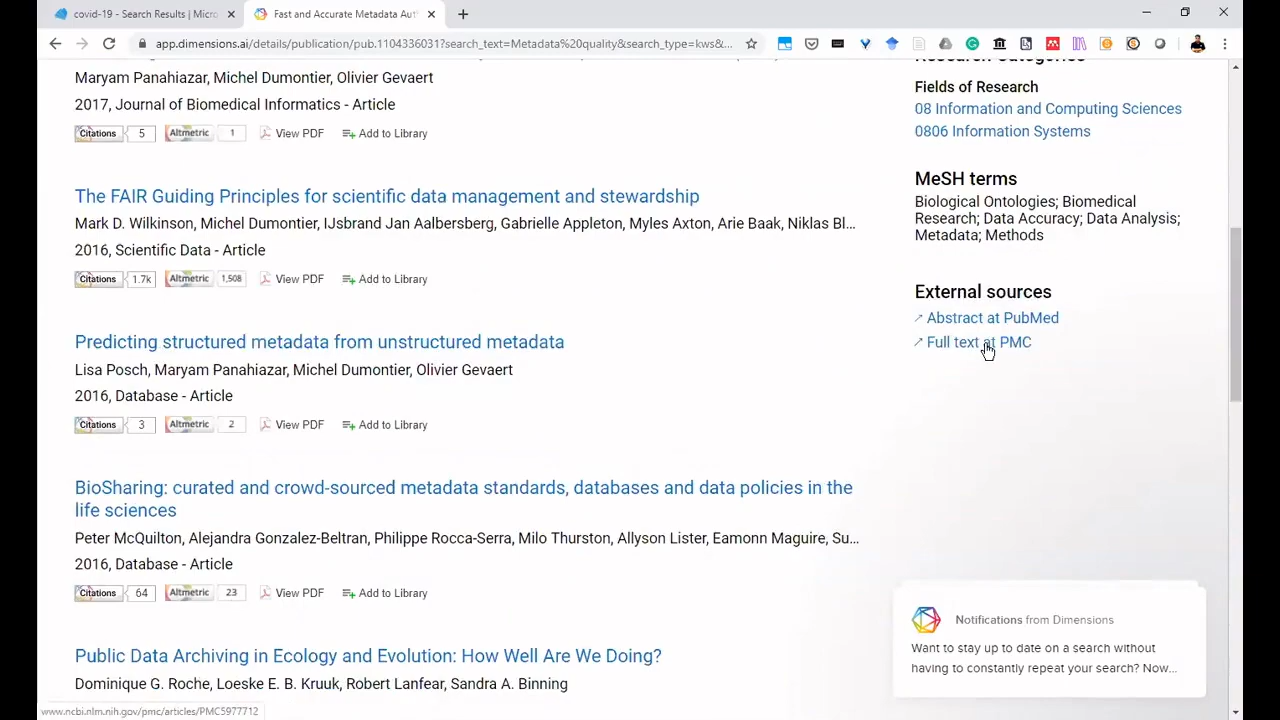 covid-19 - Search Results | Micro
Fast and Accurate Metadata Aut
app.dimensions.ai/details/publication/pub.1104336031?search_text=Metadata%20quality&search_type=kws&...
Maryam Panahiazar, Michel Dumontier, Olivier Gevaert
2017, Journal of Biomedical Informatics - Article
Citations 5 Altmetric 1 View PDF Add to Library
The FAIR Guiding Principles for scientific data management and stewardship
Mark D. Wilkinson, Michel Dumontier, IJsbrand Jan Aalbersberg, Gabrielle Appleton, Myles Axton, Arie Baak, Niklas Bl...
2016, Scientific Data - Article
Citations 1.7k Altmetric 1,508 View PDF Add to Library
Predicting structured metadata from unstructured metadata
Lisa Posch, Maryam Panahiazar, Michel Dumontier, Olivier Gevaert
2016, Database - Article
Citations 3 Altmetric 2 View PDF Add to Library
BioSharing: curated and crowd-sourced metadata standards, databases and data policies in the
life sciences
Peter McQuilton, Alejandra Gonzalez-Beltran, Philippe Rocca-Serra, Milo Thurston, Allyson Lister, Eamonn Maguire, Su...
2016, Database - Article
Citations 64 Altmetric 23 View PDF Add to Library
Public Data Archiving in Ecology and Evolution: How Well Are We Doing?
Dominique G. Roche, Loeske E. B. Kruuk, Robert Lanfear, Sandra A. Binning
www.ncbi.nlm.nih.gov/pmc/articles/PMC5977712
Research Categories
Fields of Research
08 Information and Computing Sciences
0806 Information Systems
MeSH terms
Biological Ontologies; Biomedical
Research; Data Accuracy; Data Analysis;
Metadata; Methods
External sources
Abstract at PubMed
Full text at PMC
Notifications from Dimensions
Want to stay up to date on a search without
having to constantly repeat your search? Now...